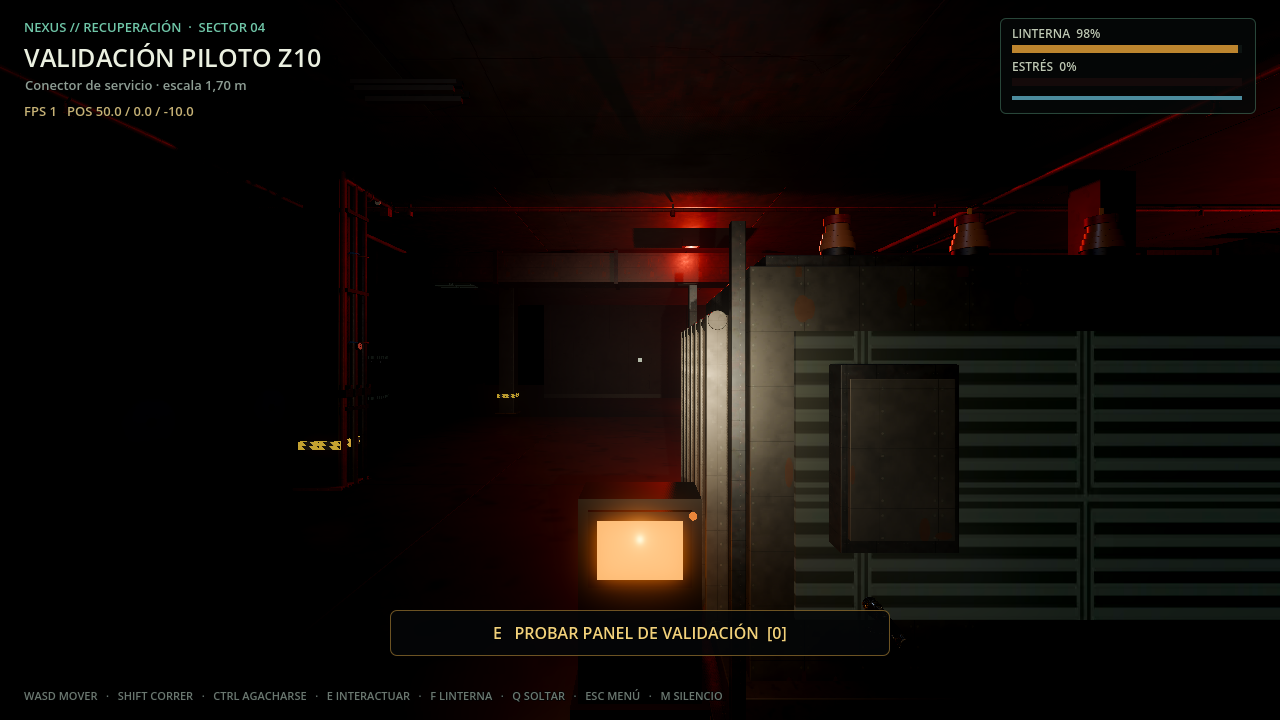 NEXUS // RECUPERACIÓN · SECTOR 04
VALIDACIÓN PILOTO Z10
Conector de servicio · escala 1,70 m
FPS 1 POS 50.0 / 0.0 / -10.0
LINTERNA 98%
ESTRÉS 0%
E PROBAR PANEL DE VALIDACIÓN [0]
WASD MOVER · SHIFT CORRER · CTRL AGACHARSE · E INTERACTUAR · F LINTERNA · Q SOLTAR · ESC MENÚ · M SILENCIO